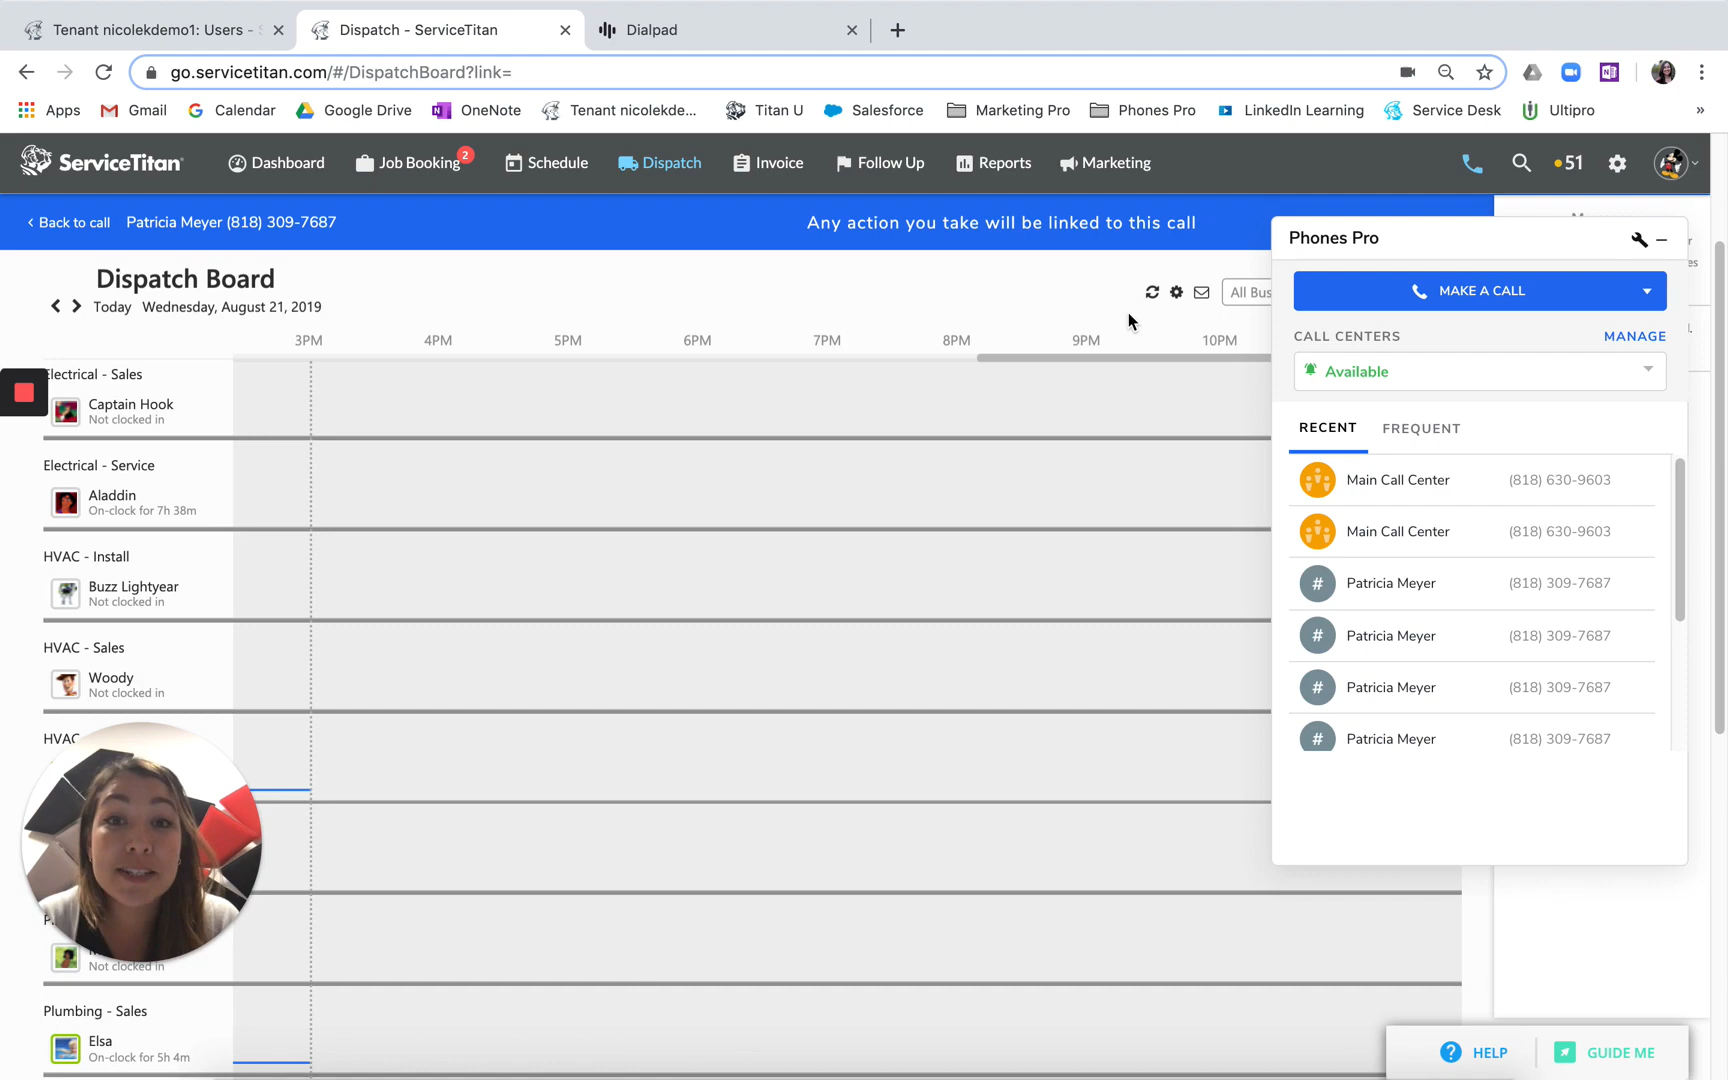 Tenant nicolekdemo1: Users -
Dispatch - ServiceTitan
Dialpad
go.servicetitan.com/#/DispatchBoard?link=
Apps
Gmail
Calendar
Google Drive
OneNote
Tenant nicolekde...
Titan U
Salesforce
Marketing Pro
Phones Pro
LinkedIn Learning
Service Desk
Ultipro
»
ServiceTitan
Dashboard
Job Booking
2
Schedule
Dispatch
Invoice
Follow Up
Reports
Marketing
51
Back to call
Patricia Meyer (818) 309-7687
Any action you take will be linked to this call
Dispatch Board
Today Wednesday, August 21, 2019
All Bus
3PM
4PM
5PM
6PM
7PM
8PM
9PM
10PM
Electrical - Sales
Captain Hook
Not clocked in
Electrical - Service
Aladdin
On-clock for 7h 38m
HVAC - Install
Buzz Lightyear
Not clocked in
HVAC - Sales
Woody
Not clocked in
HVAC
Not clocked in
Plumbing - Sales
Elsa
On-clock for 5h 4m
Phones Pro
MAKE A CALL
CALL CENTERS
MANAGE
Available
RECENT
FREQUENT
Main Call Center (818) 630-9603
Main Call Center (818) 630-9603
# Patricia Meyer (818) 309-7687
# Patricia Meyer (818) 309-7687
# Patricia Meyer (818) 309-7687
# Patricia Meyer (818) 309-7687
? HELP
GUIDE ME